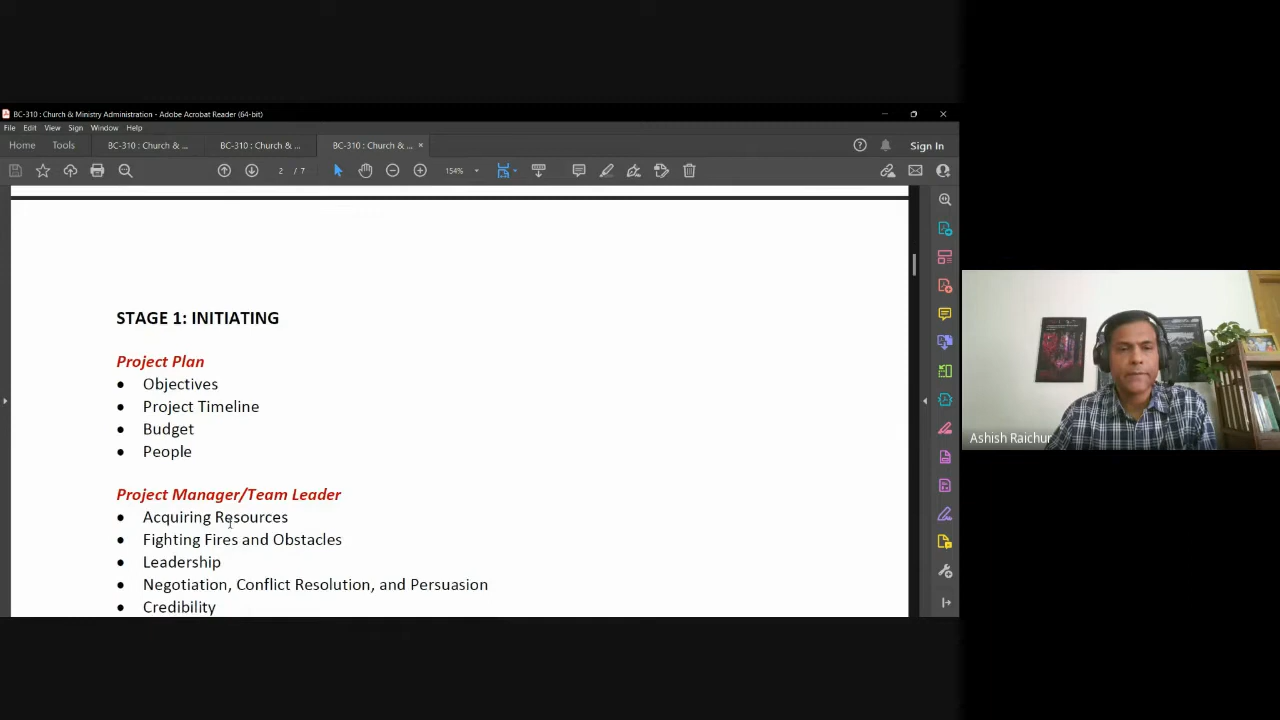 BC-310 : Church & Ministry Administration - Adobe Acrobat Reader (64-bit)
File Edit View Sign Window Help
Home Tools BC-310 : Church & ... BC-310 : Church & ... BC-310 : Church & ... × Sign In
2 / 7 154%
STAGE 1: INITIATING
Project Plan
• Objectives
• Project Timeline
• Budget
• People
Project Manager/Team Leader
• Acquiring Resources
• Fighting Fires and Obstacles
• Leadership
• Negotiation, Conflict Resolution, and Persuasion
• Credibility
Ashish Raichur